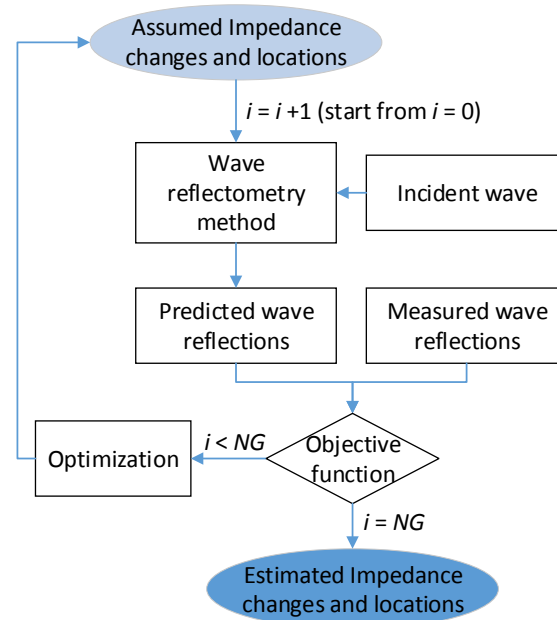 Assumed Impedance
changes and locations
i = i +1 (start from i = 0)
Wave
reflectometry
method
Incident wave
Predicted wave
reflections
Measured wave
reflections
Optimization
i < NG
Objective
function
i = NG
Estimated Impedance
changes and locations